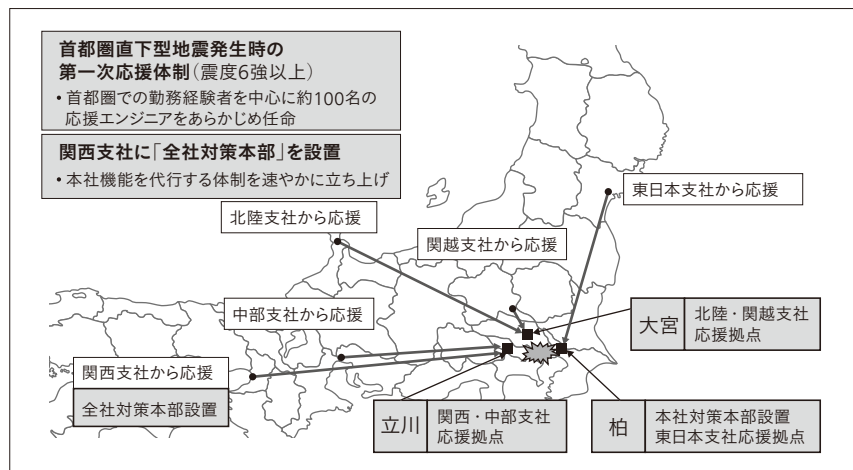 首都圏直下型地震発生時の
第一次応援体制(震度6強以上)
・首都圏での勤務経験者を中心に約100名の
応援エンジニアをあらかじめ任命
関西支社に「全社対策本部」を設置
・本社機能を代行する体制を速やかに立ち上げ
東日本支社から応援
北陸支社から応援
関越支社から応援
中部支社から応援
関西支社から応援
全社対策本部設置
大宮
北陸・関越支社
応援拠点
立川
関西・中部支社
応援拠点
柏
本社対策本部設置
東日本支社応援拠点